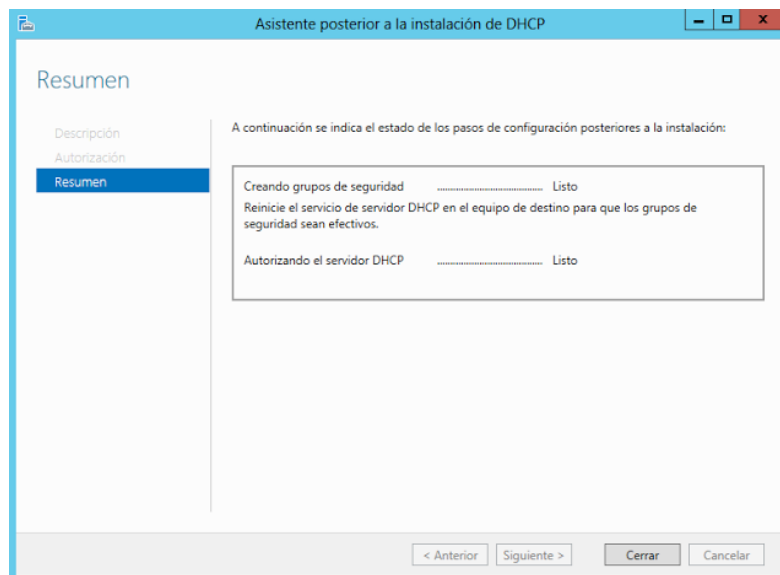 Asistente posterior a la instalación de DHCP
Resumen
Descripción
Autorización
Resumen
A continuación se indica el estado de los pasos de configuración posteriores a la instalación:
Creando grupos de seguridad ........................................ Listo
Reinicie el servicio de servidor DHCP en el equipo de destino para que los grupos de
seguridad sean efectivos.
Autorizando el servidor DHCP ........................................ Listo
< Anterior Siguiente > Cerrar Cancelar